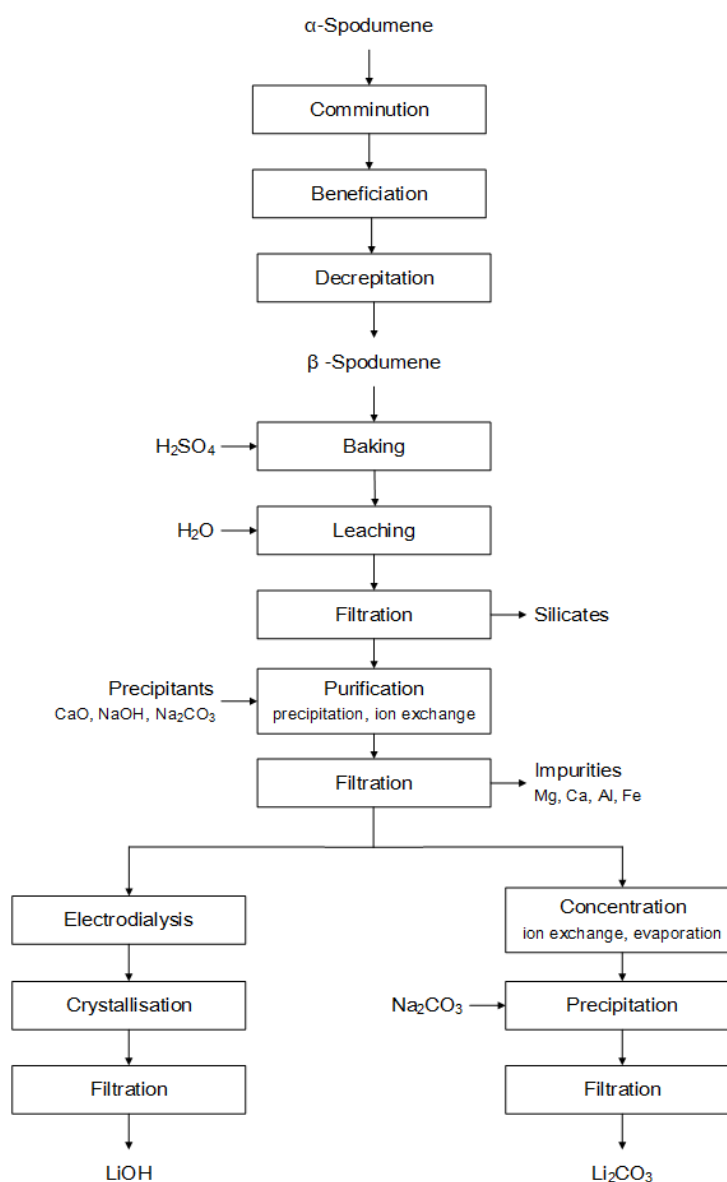 α-Spodumene
Comminution
Beneficiation
Decrepitation
β -Spodumene
H₂SO₄
Baking
H₂O
Leaching
Filtration
Silicates
Precipitants
CaO, NaOH, Na₂CO₃
Purification
precipitation, ion exchange
Filtration
Impurities
Mg, Ca, Al, Fe
Electrodialysis
Crystallisation
Filtration
LiOH
Concentration
ion exchange, evaporation
Na₂CO₃
Precipitation
Filtration
Li₂CO₃